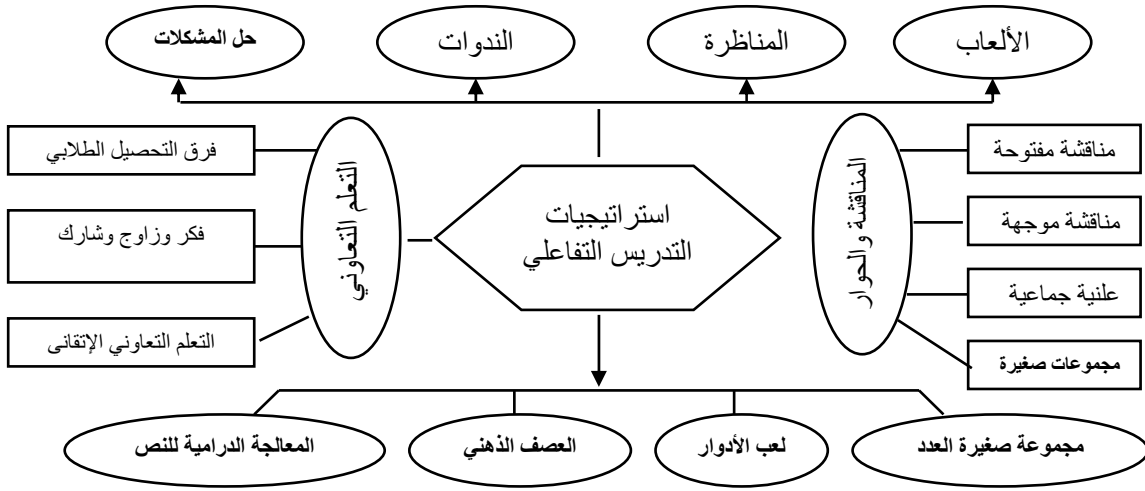 الألعاب
المناظرة
الندوات
حل المشكلات
مناقشة مفتوحة
مناقشة موجهة
علنية جماعية
مجموعات صغيرة
المناقشة والحوار
استراتيجيات
التدريس التفاعلي
التعلم التعاوني
فرق التحصيل الطلابي
فكر وزاوج وشارك
التعلم التعاوني الإتقانى
مجموعة صغيرة العدد
لعب الأدوار
العصف الذهني
المعالجة الدرامية للنص